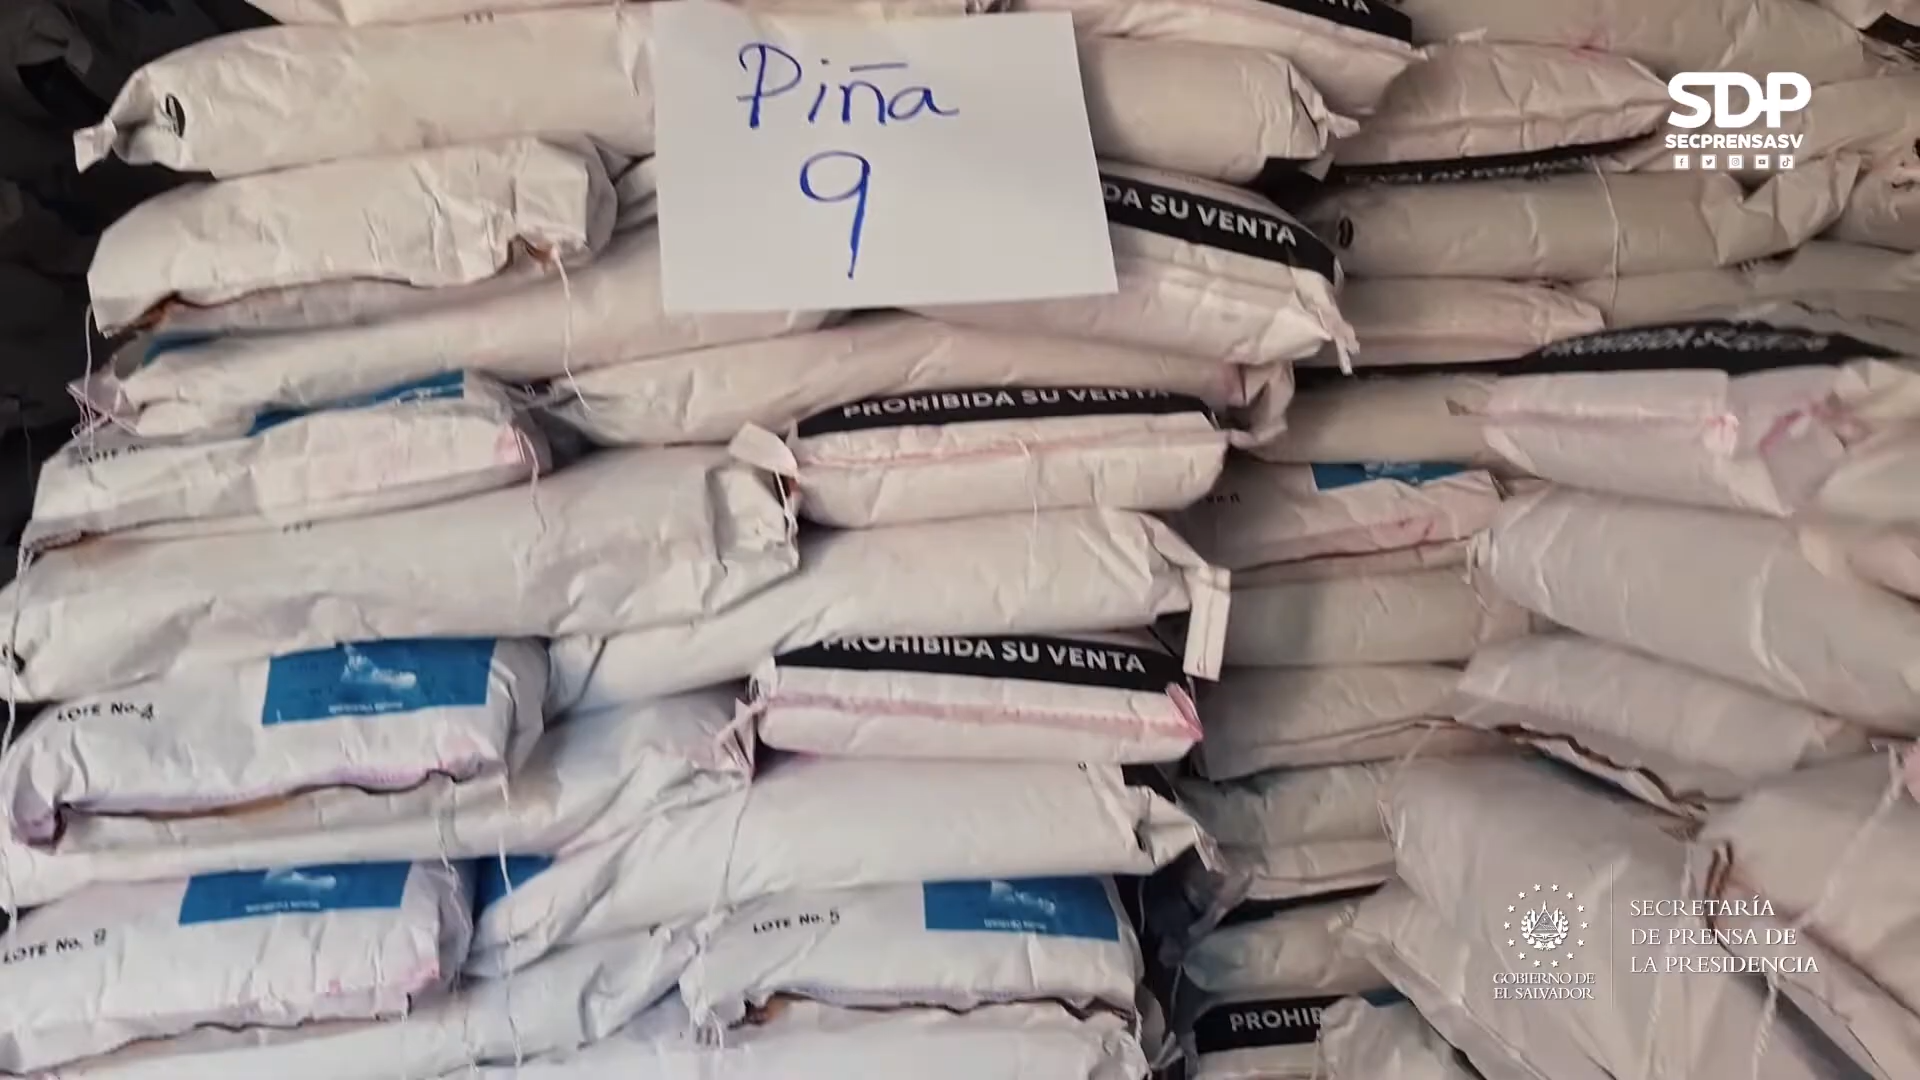 Piña
9
SDP
SECPRENSASV
DA SU VENTA
PROHIBIDA SU VENTA
PROHIBIDA SU VENTA
LOTE No. 4
LOTE No. 5
LOTE No.
PROHIB
GOBIERNO DE
EL SALVADOR
SECRETARÍA
DE PRENSA DE
LA PRESIDENCIA